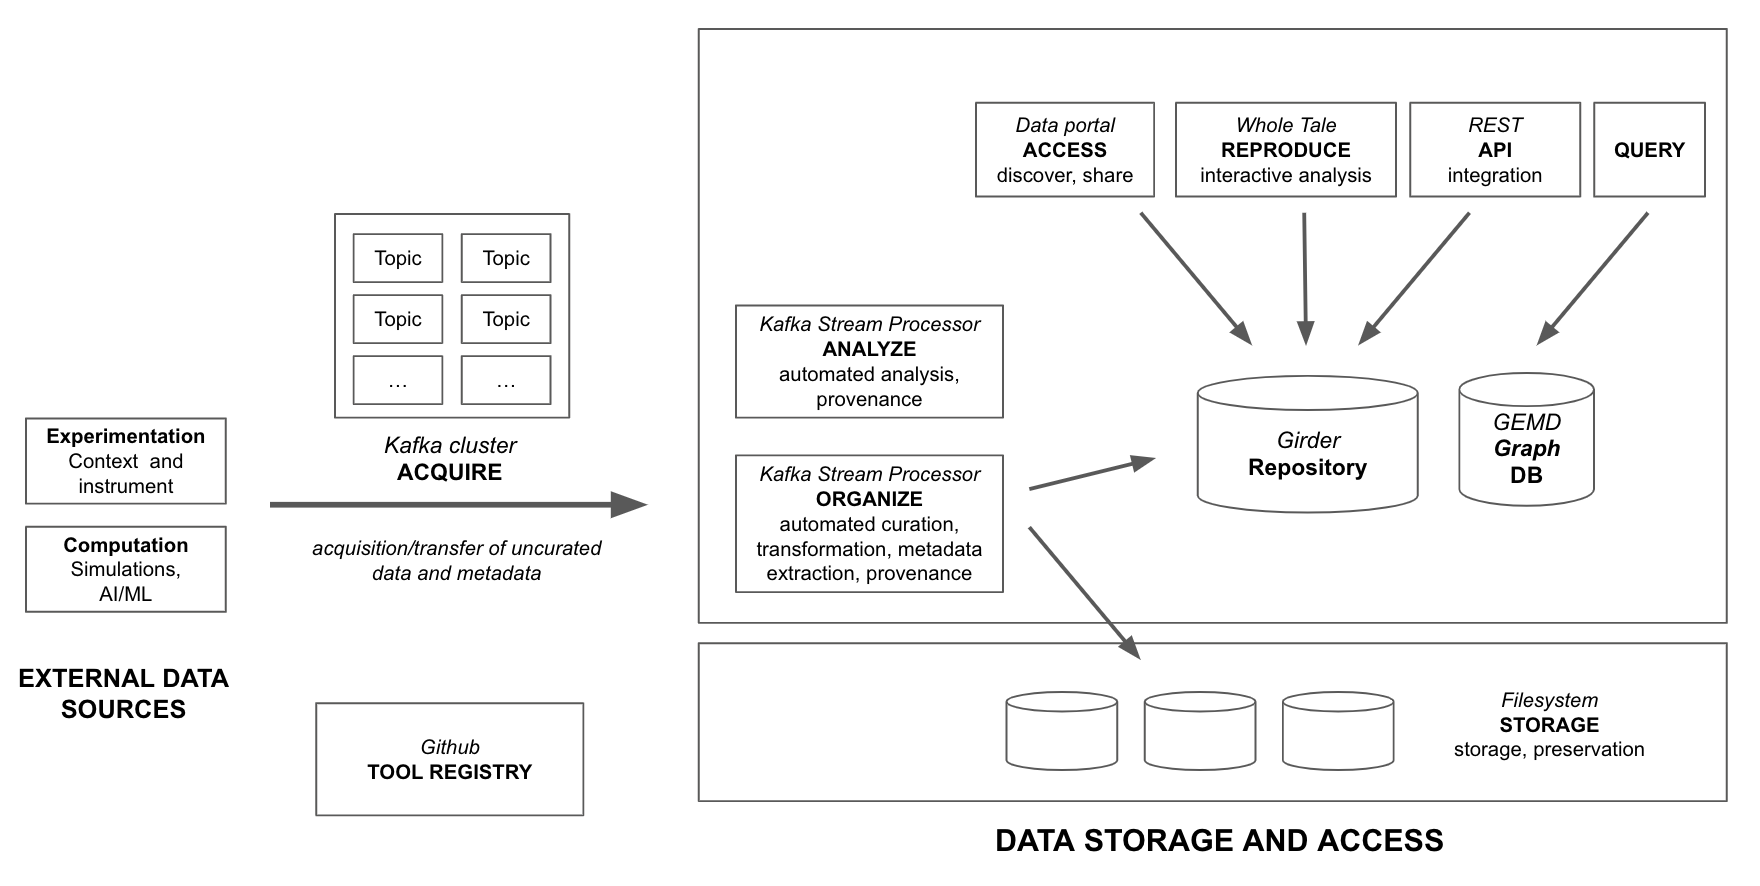 Data portal
ACCESS
discover, share
Whole Tale
REPRODUCE
interactive analysis
REST
API
integration
QUERY
Topic
Topic
Topic
Topic
...
...
Kafka cluster
ACQUIRE
acquisition/transfer of uncurated
data and metadata
Experimentation
Context and
instrument
Computation
Simulations,
AI/ML
EXTERNAL DATA
SOURCES
Github
TOOL REGISTRY
Kafka Stream Processor
ANALYZE
automated analysis,
provenance
Kafka Stream Processor
ORGANIZE
automated curation,
transformation, metadata
extraction, provenance
Girder
Repository
GEMD
Graph
DB
Filesystem
STORAGE
storage, preservation
DATA STORAGE AND ACCESS